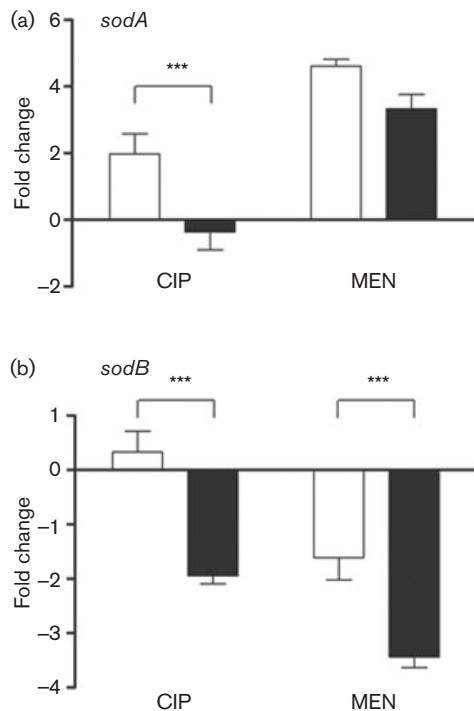 (a) sodA
6
***
4
Fold change
2
0
–2
CIP MEN
(b) sodB
*** ***
1
0
–1
Fold change
–2
–3
–4
CIP MEN